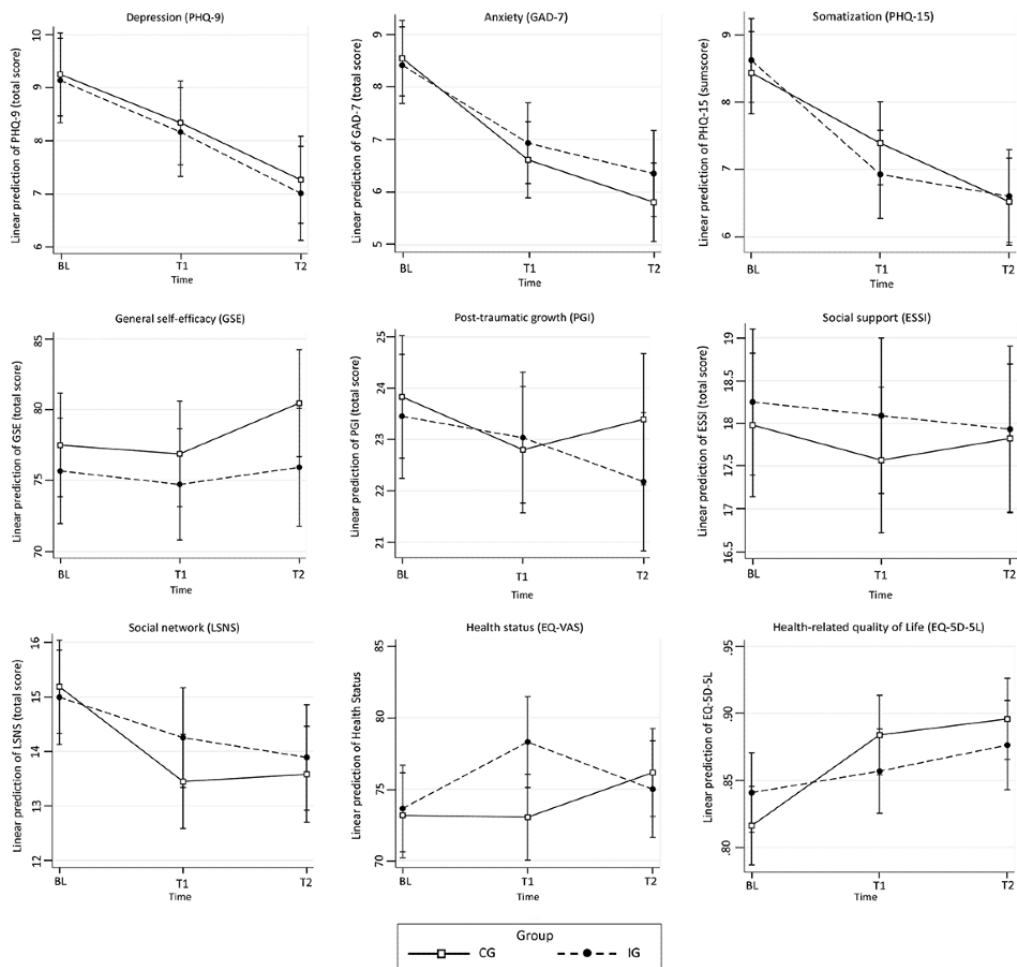 Depression (PHQ-9)
Linear prediction of PHQ-9 (total score)
10
9
8
7
6
BL
T1
T2
Time
Anxiety (GAD-7)
Linear prediction of GAD-7 (total score)
9
8
7
6
5
BL
T1
T2
Time
Somatization (PHQ-15)
Linear prediction of PHQ-15 (sumscore)
9
8
7
6
BL
T1
T2
Time
General self-efficacy (GSE)
Linear prediction of GSE (total score)
85
80
75
70
BL
T1
T2
Time
Post-traumatic growth (PGI)
Linear prediction of PGI (total score)
25
24
23
22
21
BL
T1
T2
Time
Social support (ESSI)
Linear prediction of ESSI (total score)
19
18.5
18
17.5
17
16.5
BL
T1
T2
Time
Social network (LSNS)
Linear prediction of LSNS (total score)
16
15
14
13
12
BL
T1
T2
Time
Health status (EQ-VAS)
Linear prediction of Health Status
85
80
75
70
BL
T1
T2
Time
Health-related quality of Life (EQ-5D-5L)
Linear prediction of EQ-5D-5L
.95
.90
.85
.80
BL
T1
T2
Time
Group
CG
IG